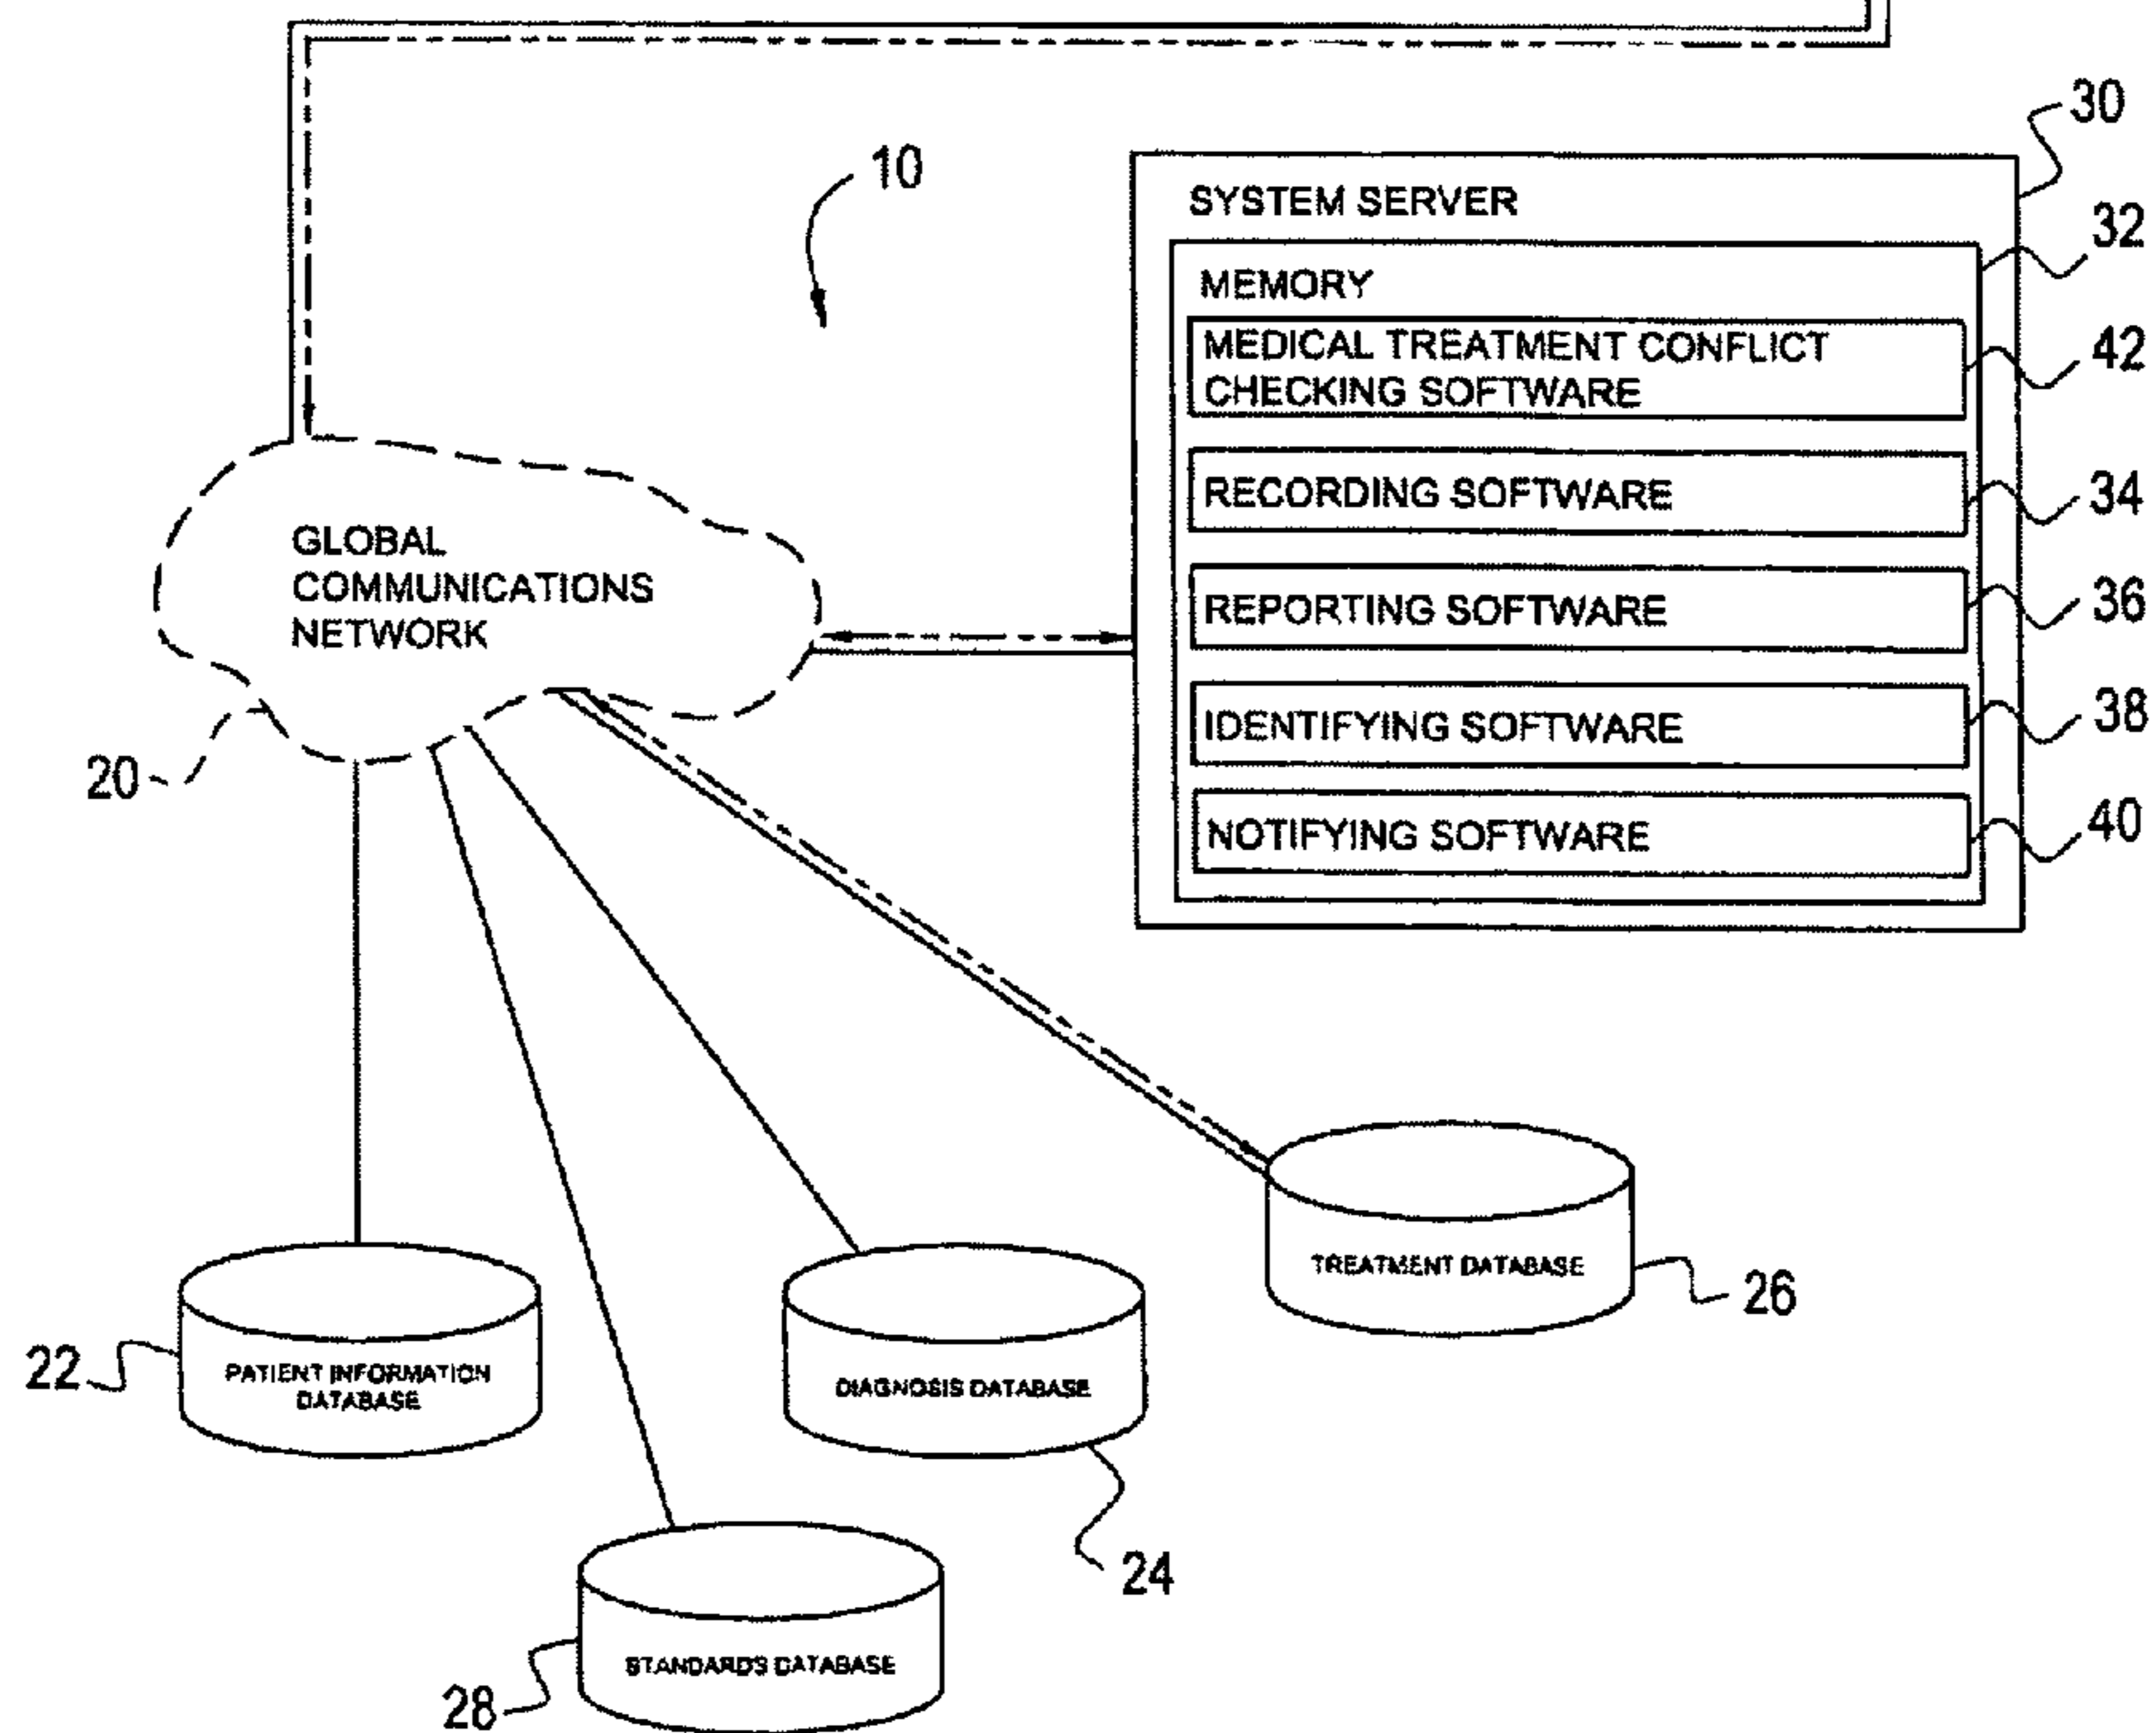 10
30
SYSTEM SERVER
32
MEMORY
MEDICAL TREATMENT CONFLICT
CHECKING SOFTWARE
42
RECORDING SOFTWARE
34
REPORTING SOFTWARE
36
IDENTIFYING SOFTWARE
38
NOTIFYING SOFTWARE
40
GLOBAL
COMMUNICATIONS
NETWORK
20
TREATMENT DATABASE
26
22
PATIENT INFORMATION
DATABASE
DIAGNOSIS DATABASE
24
STANDARDS DATABASE
28